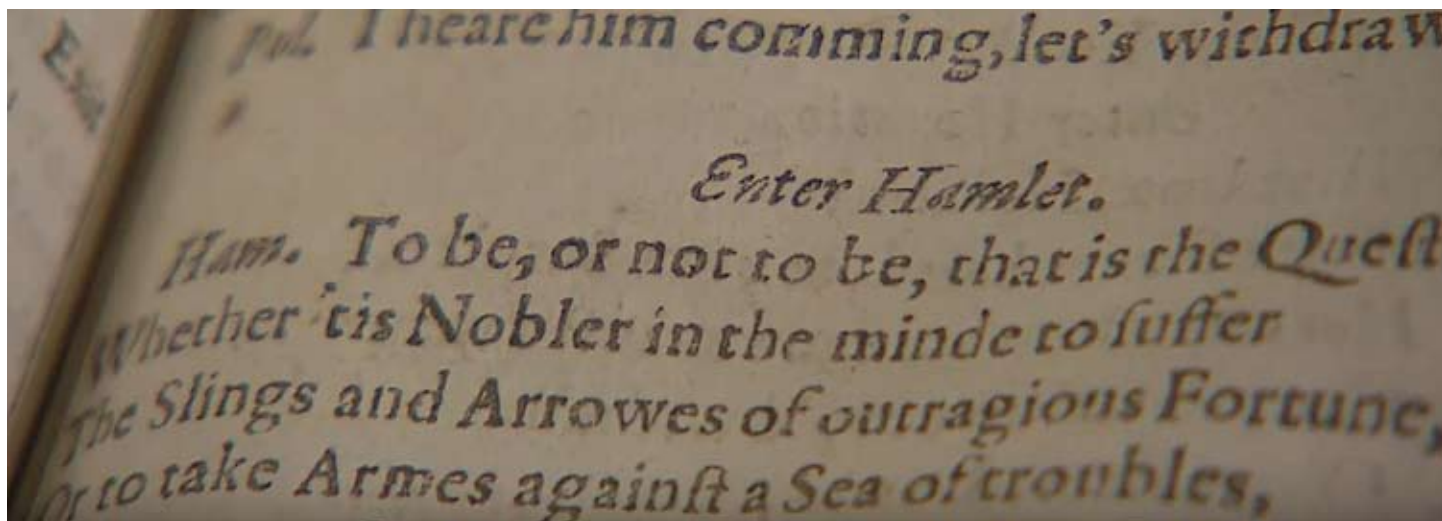 Exit.
Pol. I heare him comming, let's withdraw
Enter Hamlet.
Ham. To be, or not to be, that is the Queſt
Whether 'tis Nobler in the minde to ſuffer
The Slings and Arrowes of outragious Fortune,
Or to take Armes againſt a Sea of troubles,